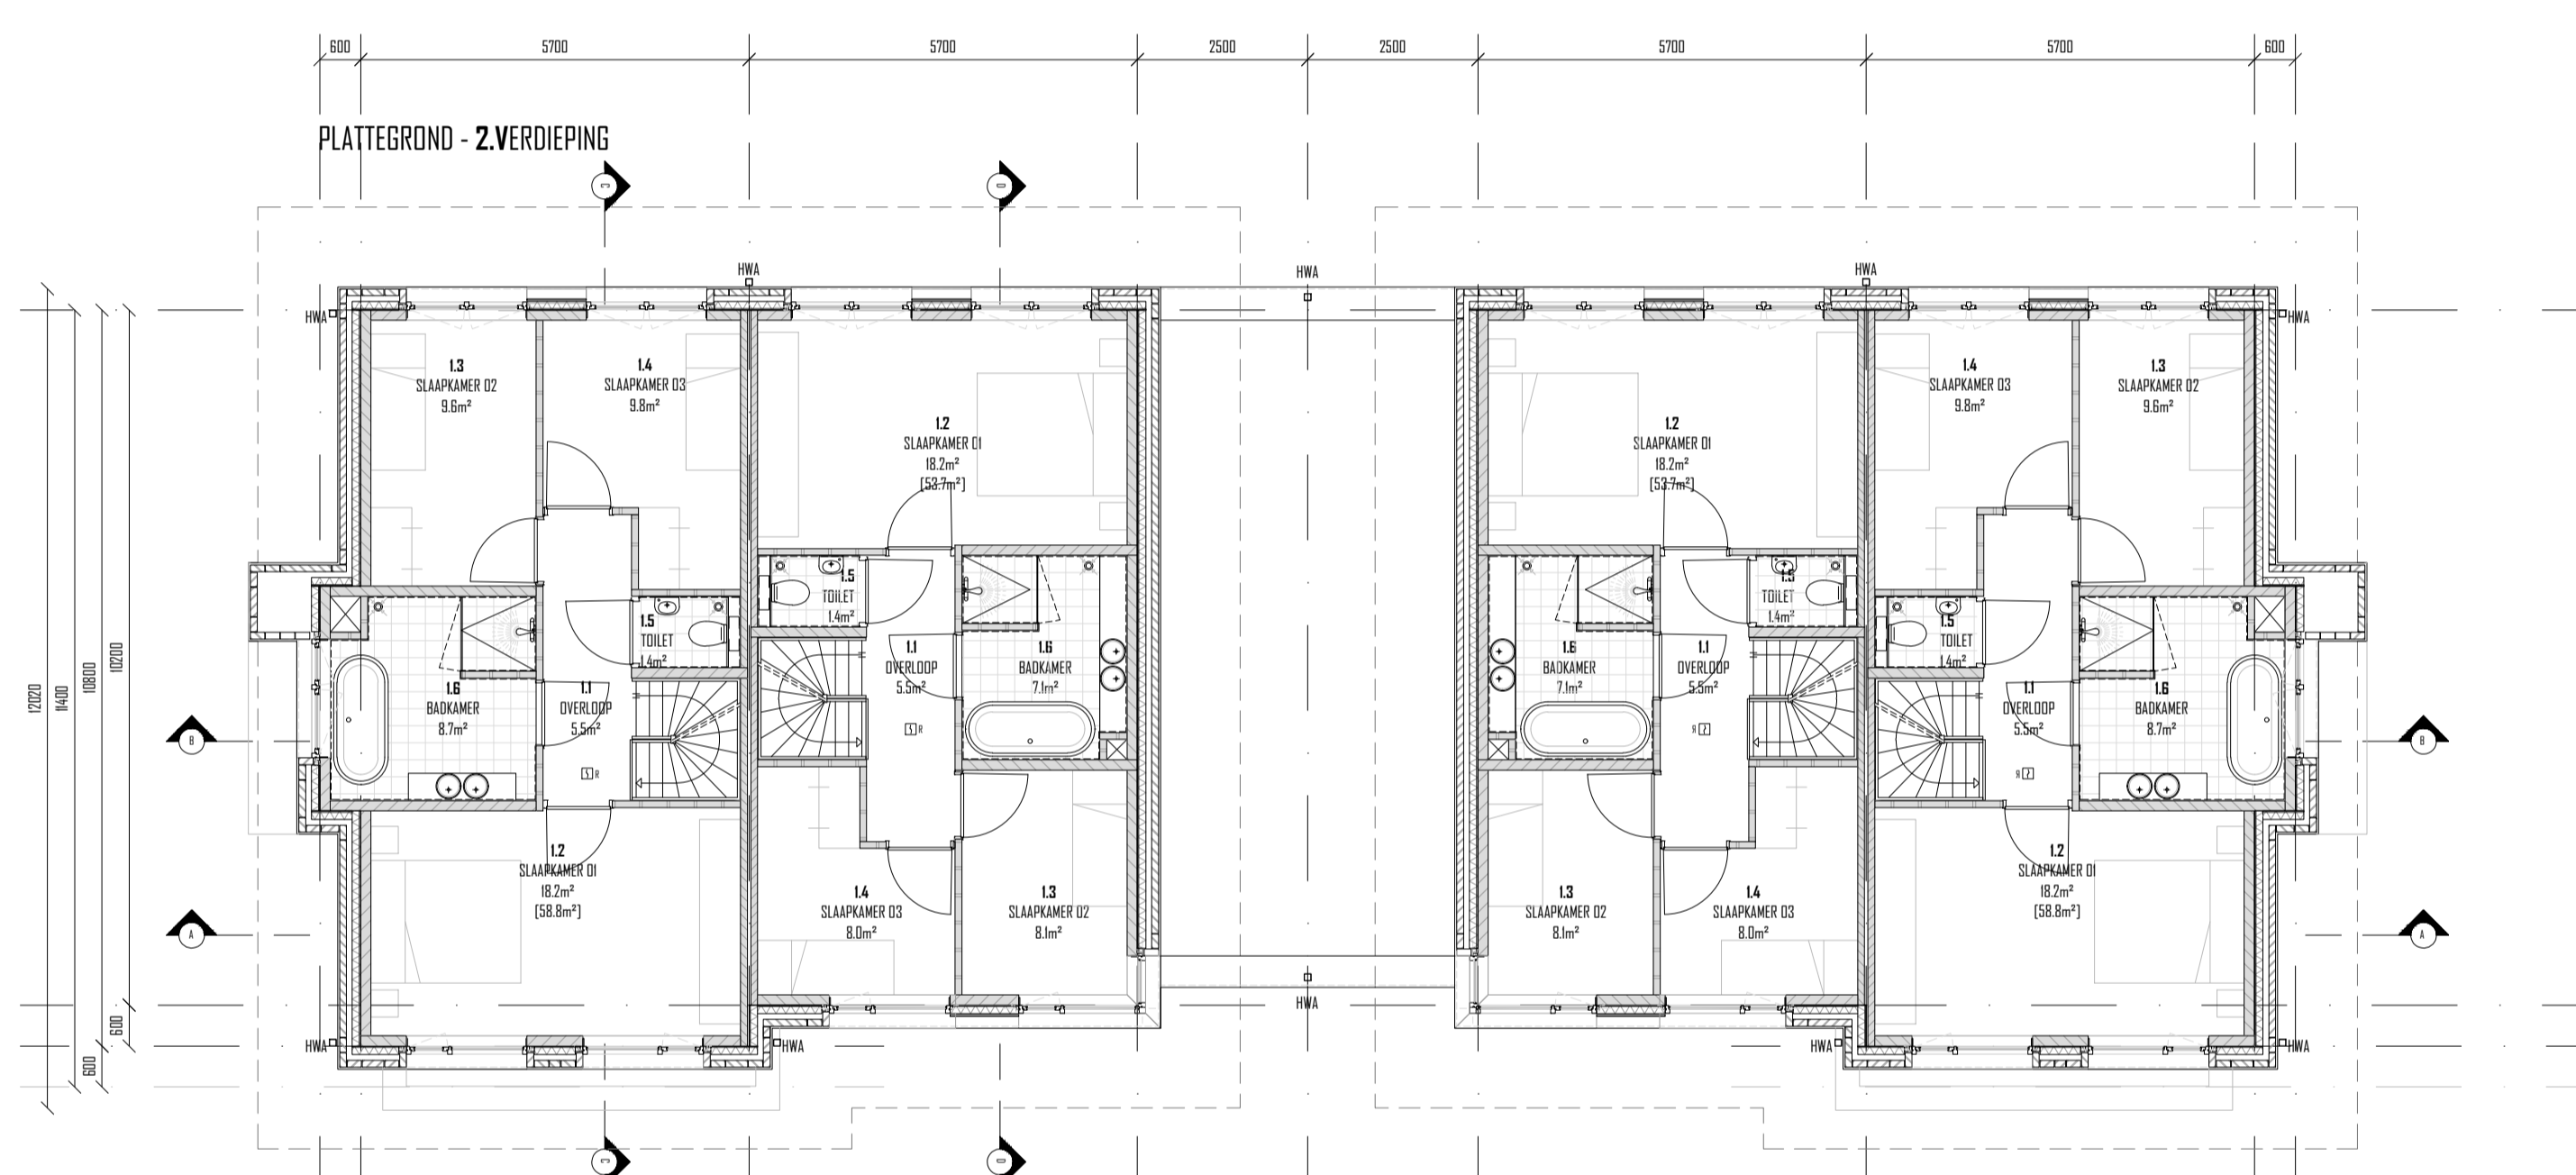 600 5700 5700 2500 2500 5700 5700 600
PLATTEGROND - 2.VERDIEPING
HWA
HWA
HWA
HWA
HWA
1.3
SLAAPKAMER 02
9.6m²
1.4
SLAAPKAMER 03
9.8m²
1.2
SLAAPKAMER 01
18.2m²
[53.7m²]
1.2
SLAAPKAMER 01
18.2m²
[53.7m²]
1.4
SLAAPKAMER 03
9.8m²
1.3
SLAAPKAMER 02
9.6m²
1.5
TOILET
1.4m²
1.5
TOILET
1.4m²
1.5
TOILET
1.4m²
1.5
TOILET
1.4m²
1.6
BADKAMER
8.7m²
1.1
OVERLOOP
5.5m²
1.1
OVERLOOP
5.5m²
1.6
BADKAMER
7.1m²
1.6
BADKAMER
7.1m²
1.1
OVERLOOP
5.5m²
1.1
OVERLOOP
5.5m²
1.6
BADKAMER
8.7m²
12020
11400
10800
10200
600
600
B
B
A
A
R
R
1.2
SLAAPKAMER 01
18.2m²
[58.8m²]
1.4
SLAAPKAMER 03
8.0m²
1.3
SLAAPKAMER 02
8.1m²
1.3
SLAAPKAMER 02
8.1m²
1.4
SLAAPKAMER 03
8.0m²
1.2
SLAAPKAMER 01
18.2m²
[58.8m²]
HWA
HWA
HWA
HWA
HWA